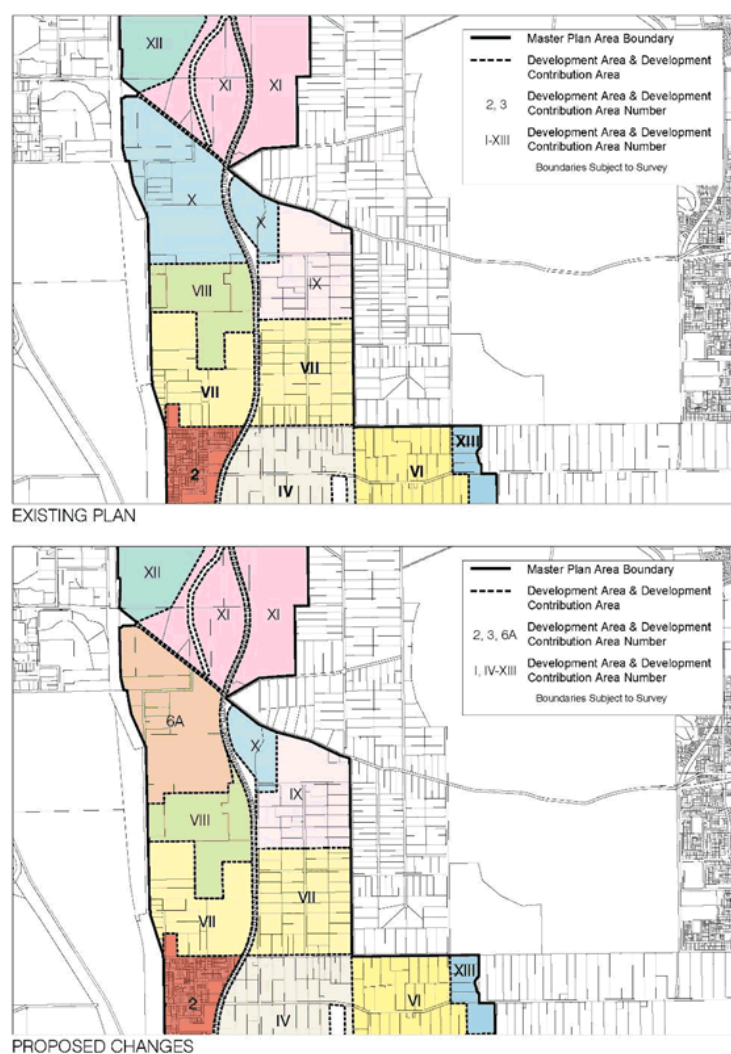 XII
XI
XI
X
X
VIII
IX
VII
VII
2
IV
VI
XIII
Master Plan Area Boundary
Development Area & Development
Contribution Area
2, 3 Development Area & Development
Contribution Area Number
I-XIII Development Area & Development
Contribution Area Number
Boundaries Subject to Survey
EXISTING PLAN
XII
XI
XI
6A
X
VIII
IX
VII
VII
2
IV
VI
XIII
Master Plan Area Boundary
Development Area & Development
Contribution Area
2, 3, 6A Development Area & Development
Contribution Area Number
I, IV-XIII Development Area & Development
Contribution Area Number
Boundaries Subject to Survey
PROPOSED CHANGES